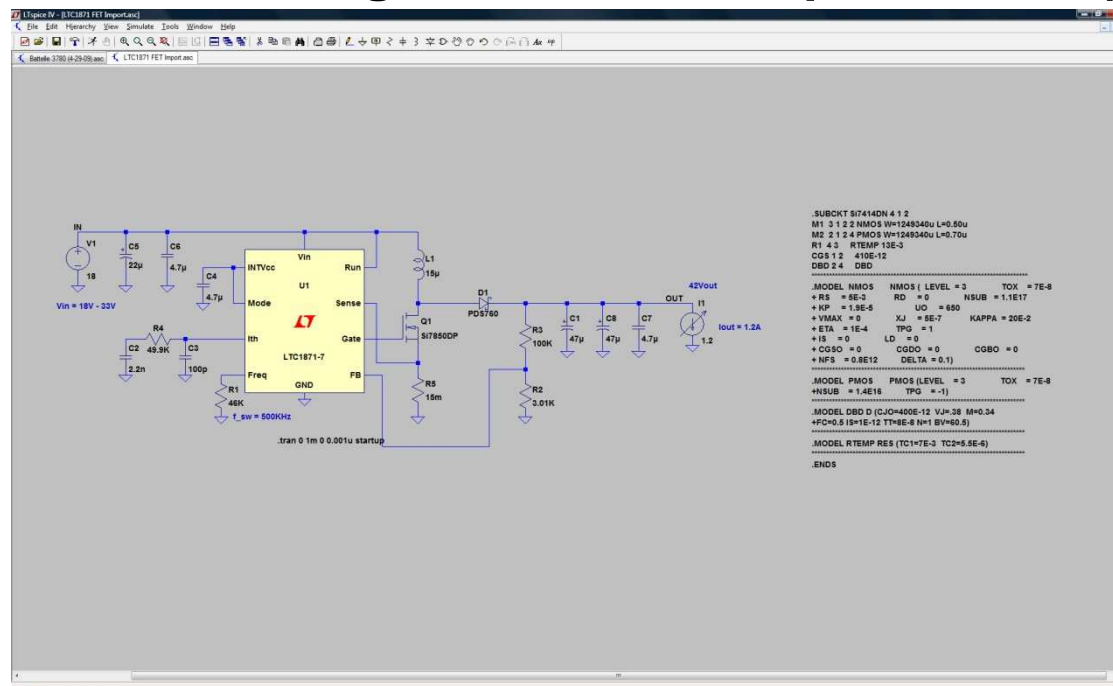 LTspice IV - [LTC1871 FET Import.asc]
File Edit Hierarchy View Simulate Tools Window Help
Battelle 3780 (4-29-09).asc LTC1871 FET Import.asc
IN
V1
18
Vin = 18V - 33V
C5
22µ
C6
4.7µ
C4
4.7µ
R4
49.9K
C2
2.2n
C3
100p
R1
46K
f_sw = 500KHz
Vin
INTVcc
Run
U1
Mode
Sense
Ith
Gate
LTC1871-7
Freq
FB
GND
.tran 0 1m 0 0.001u startup
L1
15µ
Q1
Si7850DP
R5
15m
D1
PDS760
R3
100K
R2
3.01K
C1
47µ
C8
47µ
C7
4.7µ
42Vout
OUT
I1
1.2
Iout = 1.2A
.SUBCKT Si7414DN 4 1 2
M1 3 1 2 2 NMOS W=1249340u L=0.50u
M2 2 1 2 4 PMOS W=1249340u L=0.70u
R1 4 3 RTEMP 13E-3
CGS 1 2 410E-12
DBD 2 4 DBD
.MODEL NMOS NMOS ( LEVEL = 3 TOX = 7E-8
+ RS = 5E-3 RD = 0 NSUB = 1.1E17
+ KP = 1.9E-5 UO = 650
+ VMAX = 0 XJ = 5E-7 KAPPA = 20E-2
+ ETA = 1E-4 TPG = 1
+ IS = 0 LD = 0
+ CGSO = 0 CGDO = 0 CGBO = 0
+ NFS = 0.8E12 DELTA = 0.1)
.MODEL PMOS PMOS (LEVEL = 3 TOX = 7E-8
+NSUB = 1.4E16 TPG = -1)
.MODEL DBD D (CJO=400E-12 VJ=.38 M=0.34
+FC=0.5 IS=1E-12 TT=8E-8 N=1 BV=60.5)
.MODEL RTEMP RES (TC1=7E-3 TC2=5.5E-6)
.ENDS